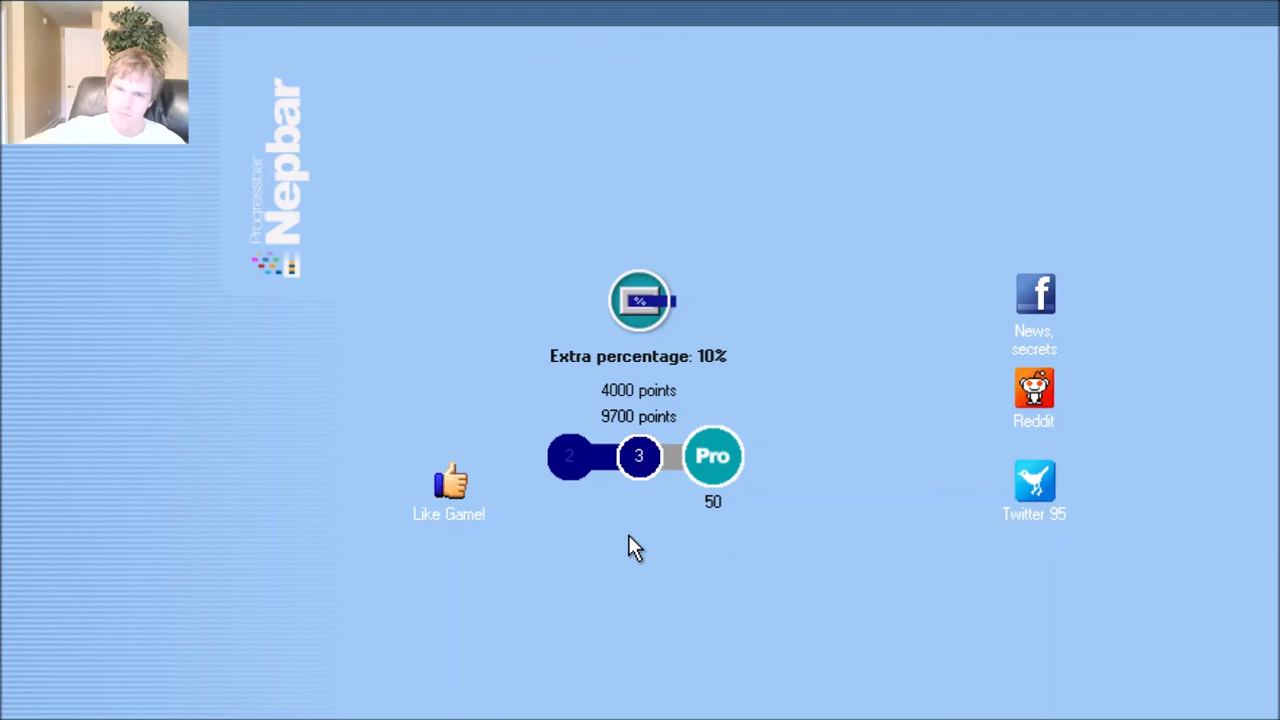 Progressbar
Nepbar
%
Extra percentage: 10%
4000 points
9700 points
2
3
Pro
50
Like Game!
f
News,
secrets
Reddit
Twitter 95